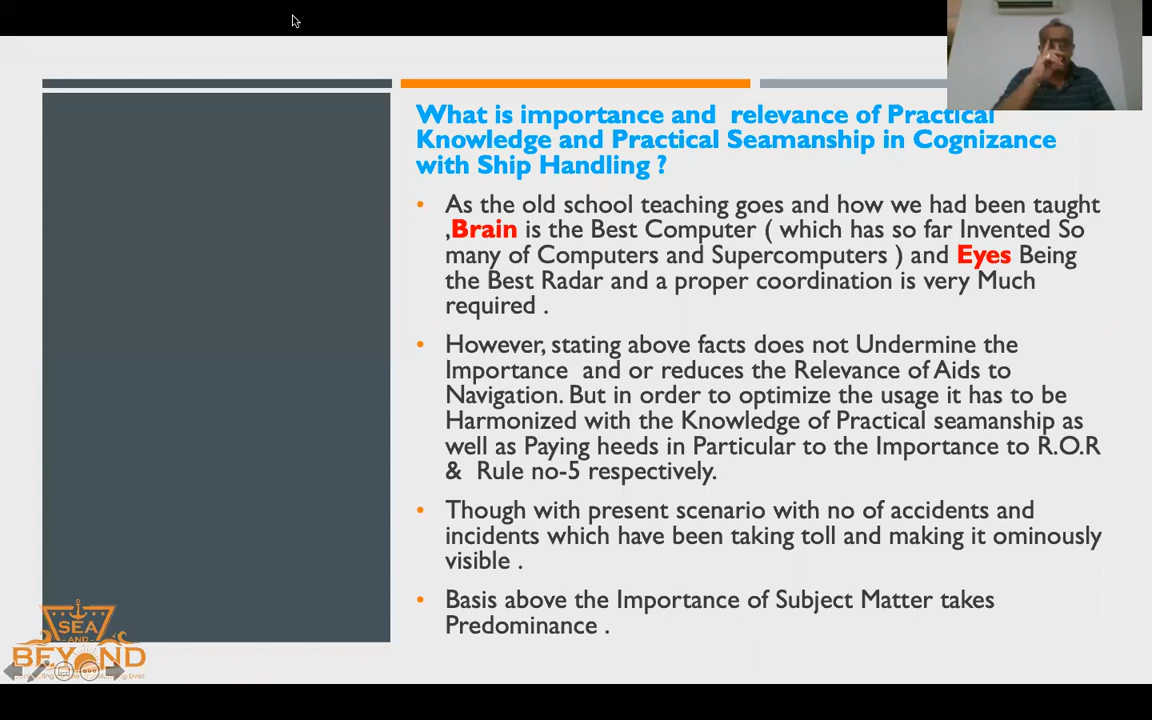 What is importance and relevance of Practical
Knowledge and Practical Seamanship in Cognizance
with Ship Handling ?
• As the old school teaching goes and how we had been taught
,Brain is the Best Computer ( which has so far Invented So
many of Computers and Supercomputers ) and Eyes Being
the Best Radar and a proper coordination is very Much
required .
• However, stating above facts does not Undermine the
Importance and or reduces the Relevance of Aids to
Navigation. But in order to optimize the usage it has to be
Harmonized with the Knowledge of Practical seamanship as
well as Paying heeds in Particular to the Importance to R.O.R
& Rule no-5 respectively.
• Though with present scenario with no of accidents and
incidents which have been taking toll and making it ominously
visible .
• Basis above the Importance of Subject Matter takes
Predominance .
SEA
AND
BEYOND
lives